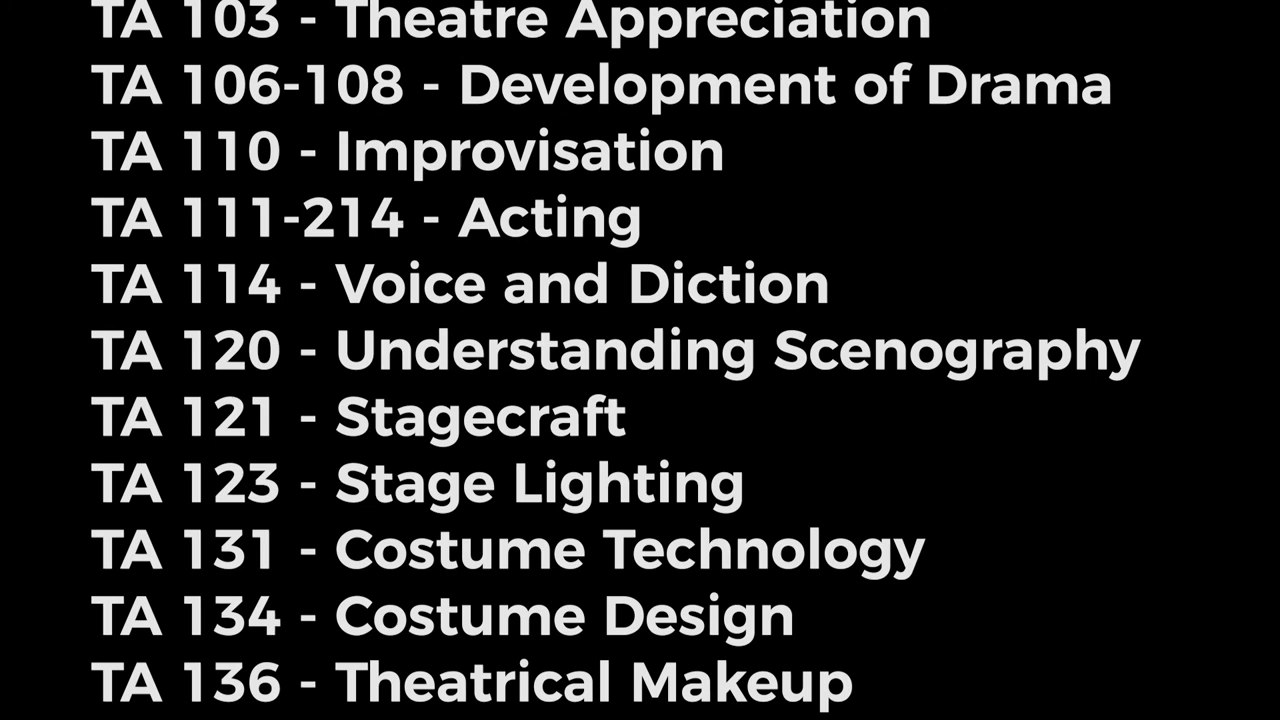 TA 103 - Theatre Appreciation
TA 106-108 - Development of Drama
TA 110 - Improvisation
TA 111-214 - Acting
TA 114 - Voice and Diction
TA 120 - Understanding Scenography
TA 121 - Stagecraft
TA 123 - Stage Lighting
TA 131 - Costume Technology
TA 134 - Costume Design
TA 136 - Theatrical Makeup